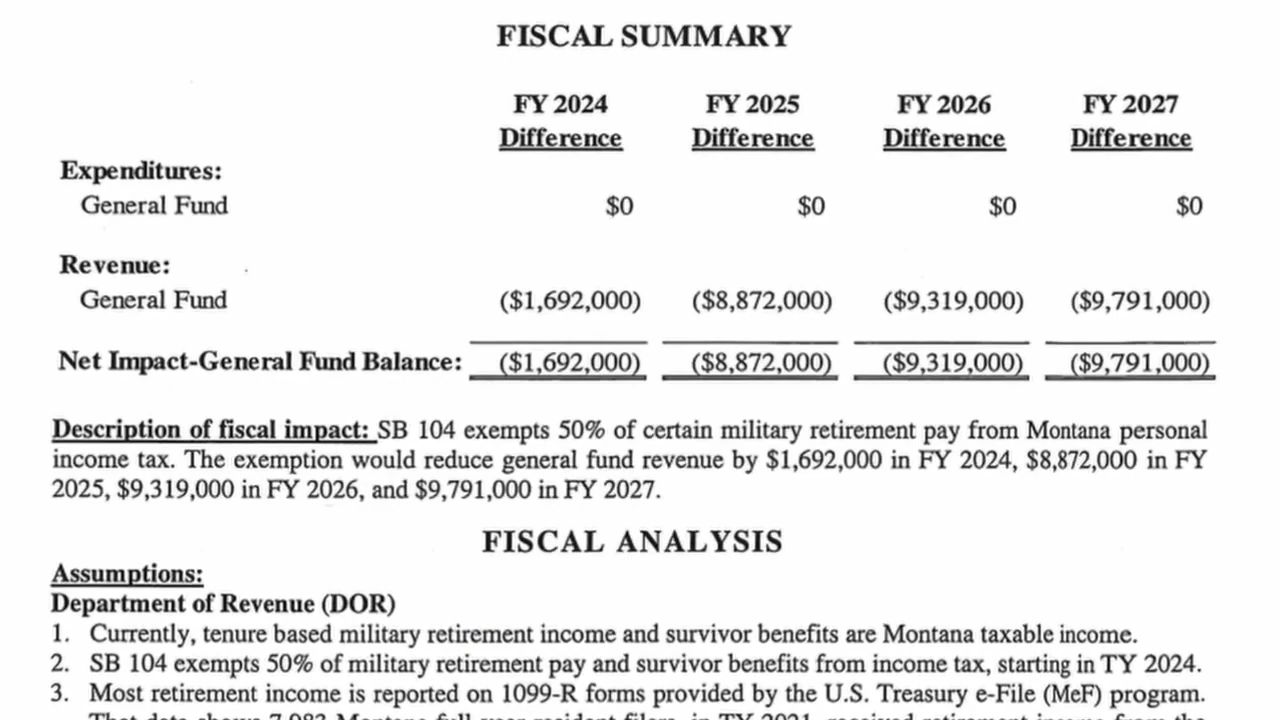 FISCAL SUMMARY
FY 2024 FY 2025 FY 2026 FY 2027
Difference Difference Difference Difference
Expenditures:
General Fund $0 $0 $0 $0
Revenue:
General Fund ($1,692,000) ($8,872,000) ($9,319,000) ($9,791,000)
Net Impact-General Fund Balance: ($1,692,000) ($8,872,000) ($9,319,000) ($9,791,000)
Description of fiscal impact: SB 104 exempts 50% of certain military retirement pay from Montana personal
income tax. The exemption would reduce general fund revenue by $1,692,000 in FY 2024, $8,872,000 in FY
2025, $9,319,000 in FY 2026, and $9,791,000 in FY 2027.
FISCAL ANALYSIS
Assumptions:
Department of Revenue (DOR)
1. Currently, tenure based military retirement income and survivor benefits are Montana taxable income.
2. SB 104 exempts 50% of military retirement pay and survivor benefits from income tax, starting in TY 2024.
3. Most retirement income is reported on 1099-R forms provided by the U.S. Treasury e-File (MeF) program.